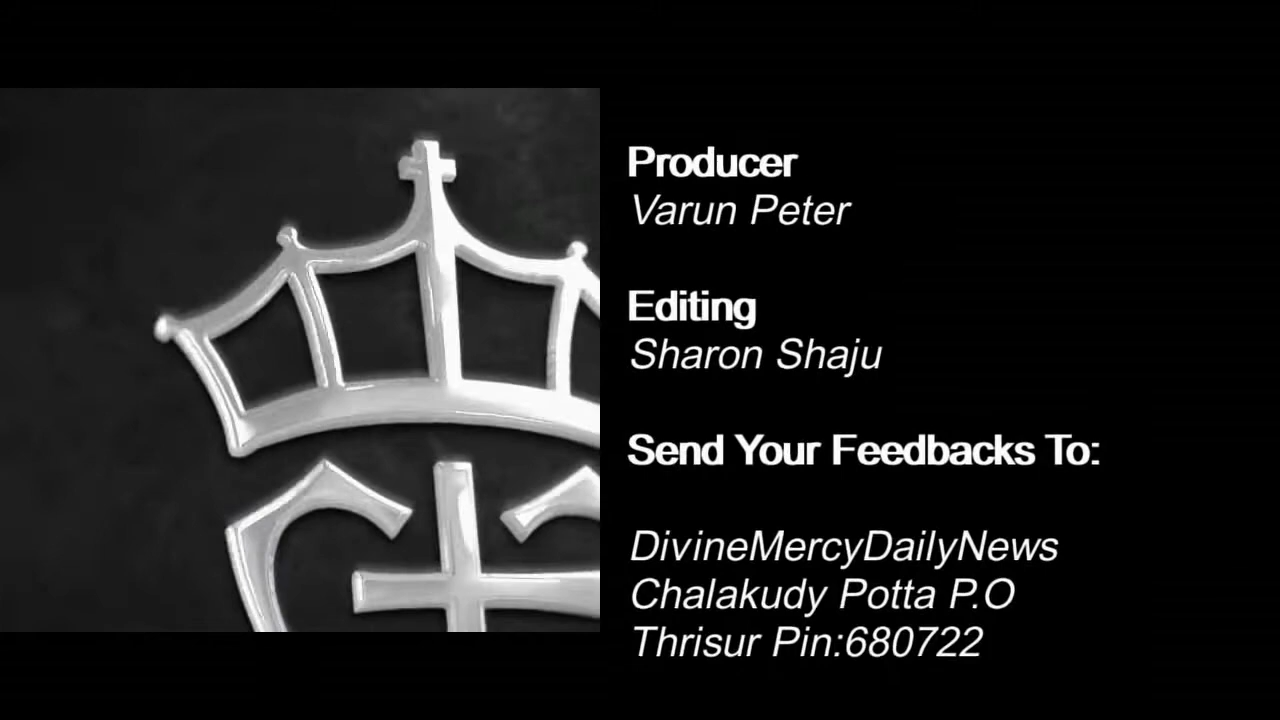 Producer
Varun Peter
Editing
Sharon Shaju
Send Your Feedbacks To:
DivineMercyDailyNews
Chalakudy Potta P.O
Thrisur Pin:680722